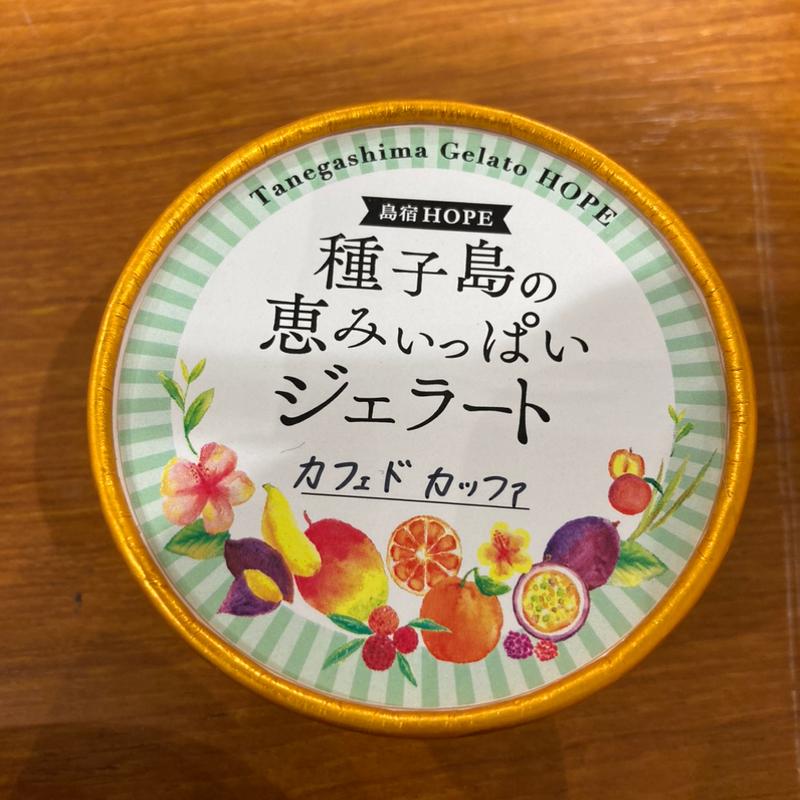 Tanegashima Gelato HOPE
島宿HOPE
種子島の
恵みいっぱい
ジェラート
カフェド カッファ